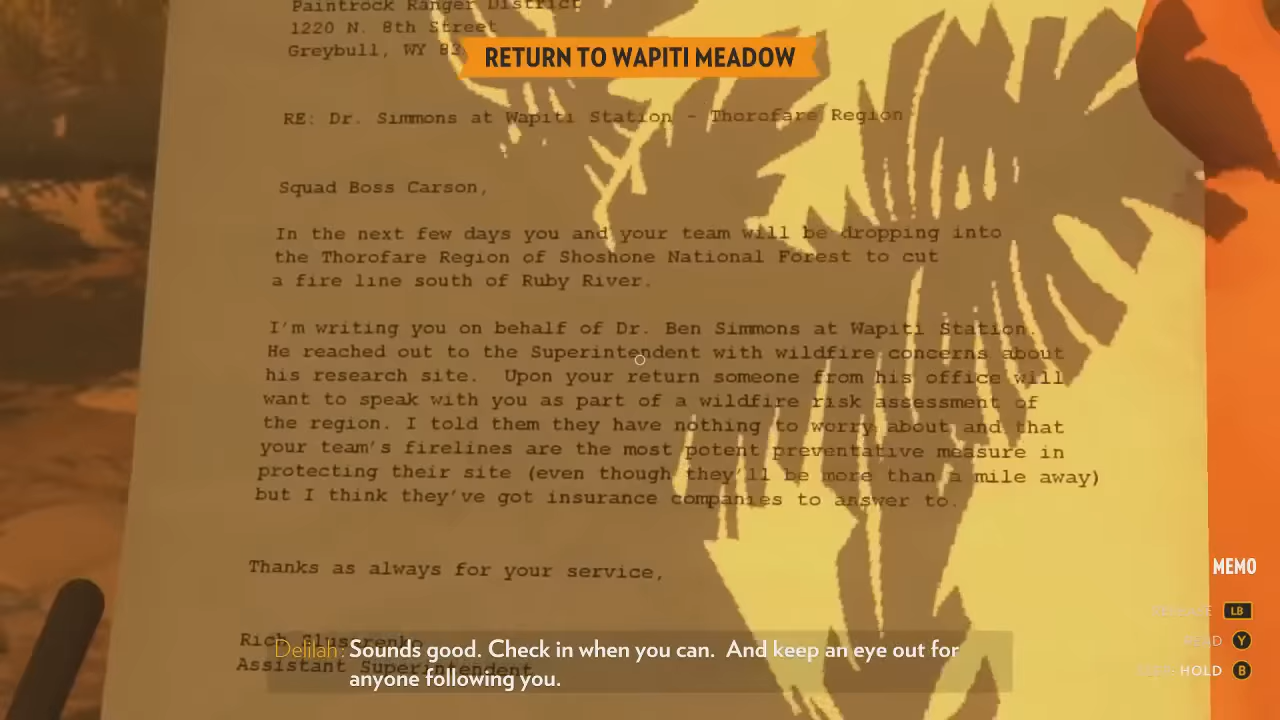 Paintrock Ranger District
1220 N. 8th Street
Greybull, WY
RETURN TO WAPITI MEADOW
RE: Dr. Simmons at Wapiti Station - Thorofare Region
Squad Boss Carson,
In the next few days you and your team will be dropping into
the Thorofare Region of Shoshone National Forest to cut
a fire line south of Ruby River.
I'm writing you on behalf of Dr. Ben Simmons at Wapiti Station.
He reached out to the Superintendent with wildfire concerns about
his research site. Upon your return someone from his office will
want to speak with you as part of a wildfire risk assessment of
the region. I told them they have nothing to worry about and that
your team's firelines are the most potent preventative measure in
protecting their site (even though they'll be more than a mile away)
but I think they've got insurance companies to answer to.
Thanks as always for your service,
Rich
Assistant Superintendent
Delilah: Sounds good. Check in when you can. And keep an eye out for
anyone following you.
MEMO
LB
READ Y
HOLD B